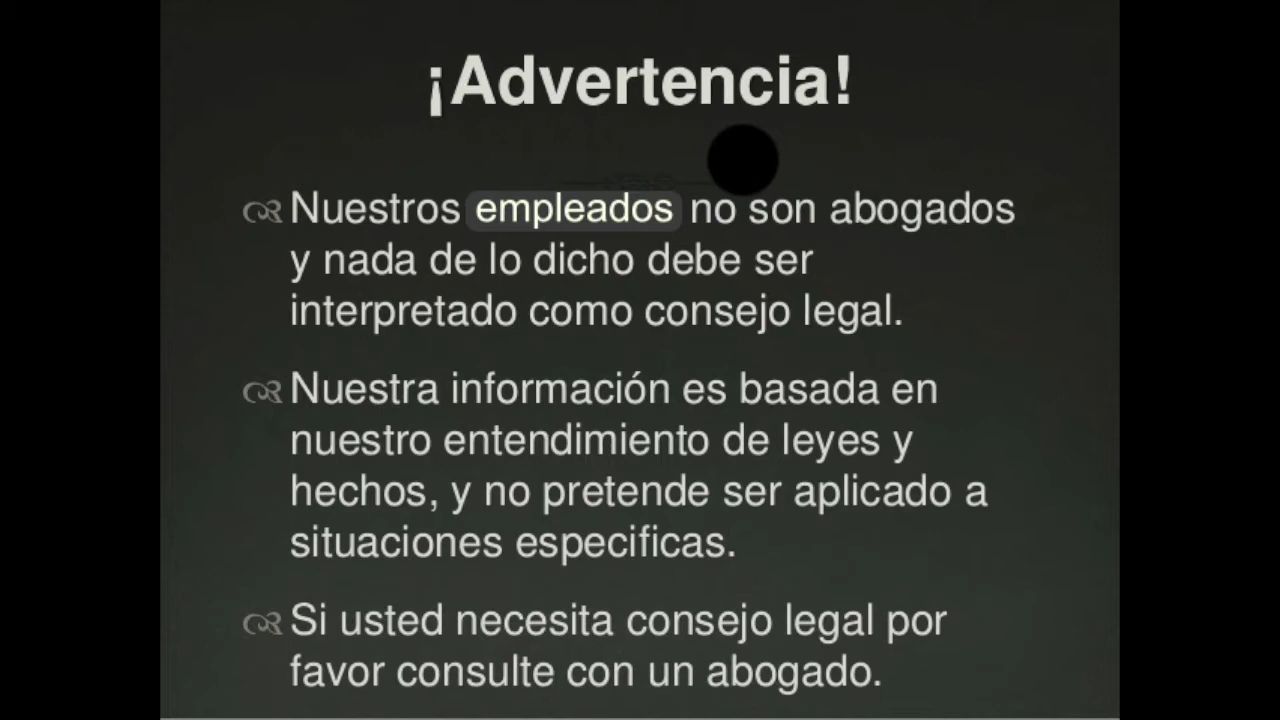 ¡Advertencia!
Nuestros empleados no son abogados
y nada de lo dicho debe ser
interpretado como consejo legal.
Nuestra información es basada en
nuestro entendimiento de leyes y
hechos, y no pretende ser aplicado a
situaciones especificas.
Si usted necesita consejo legal por
favor consulte con un abogado.